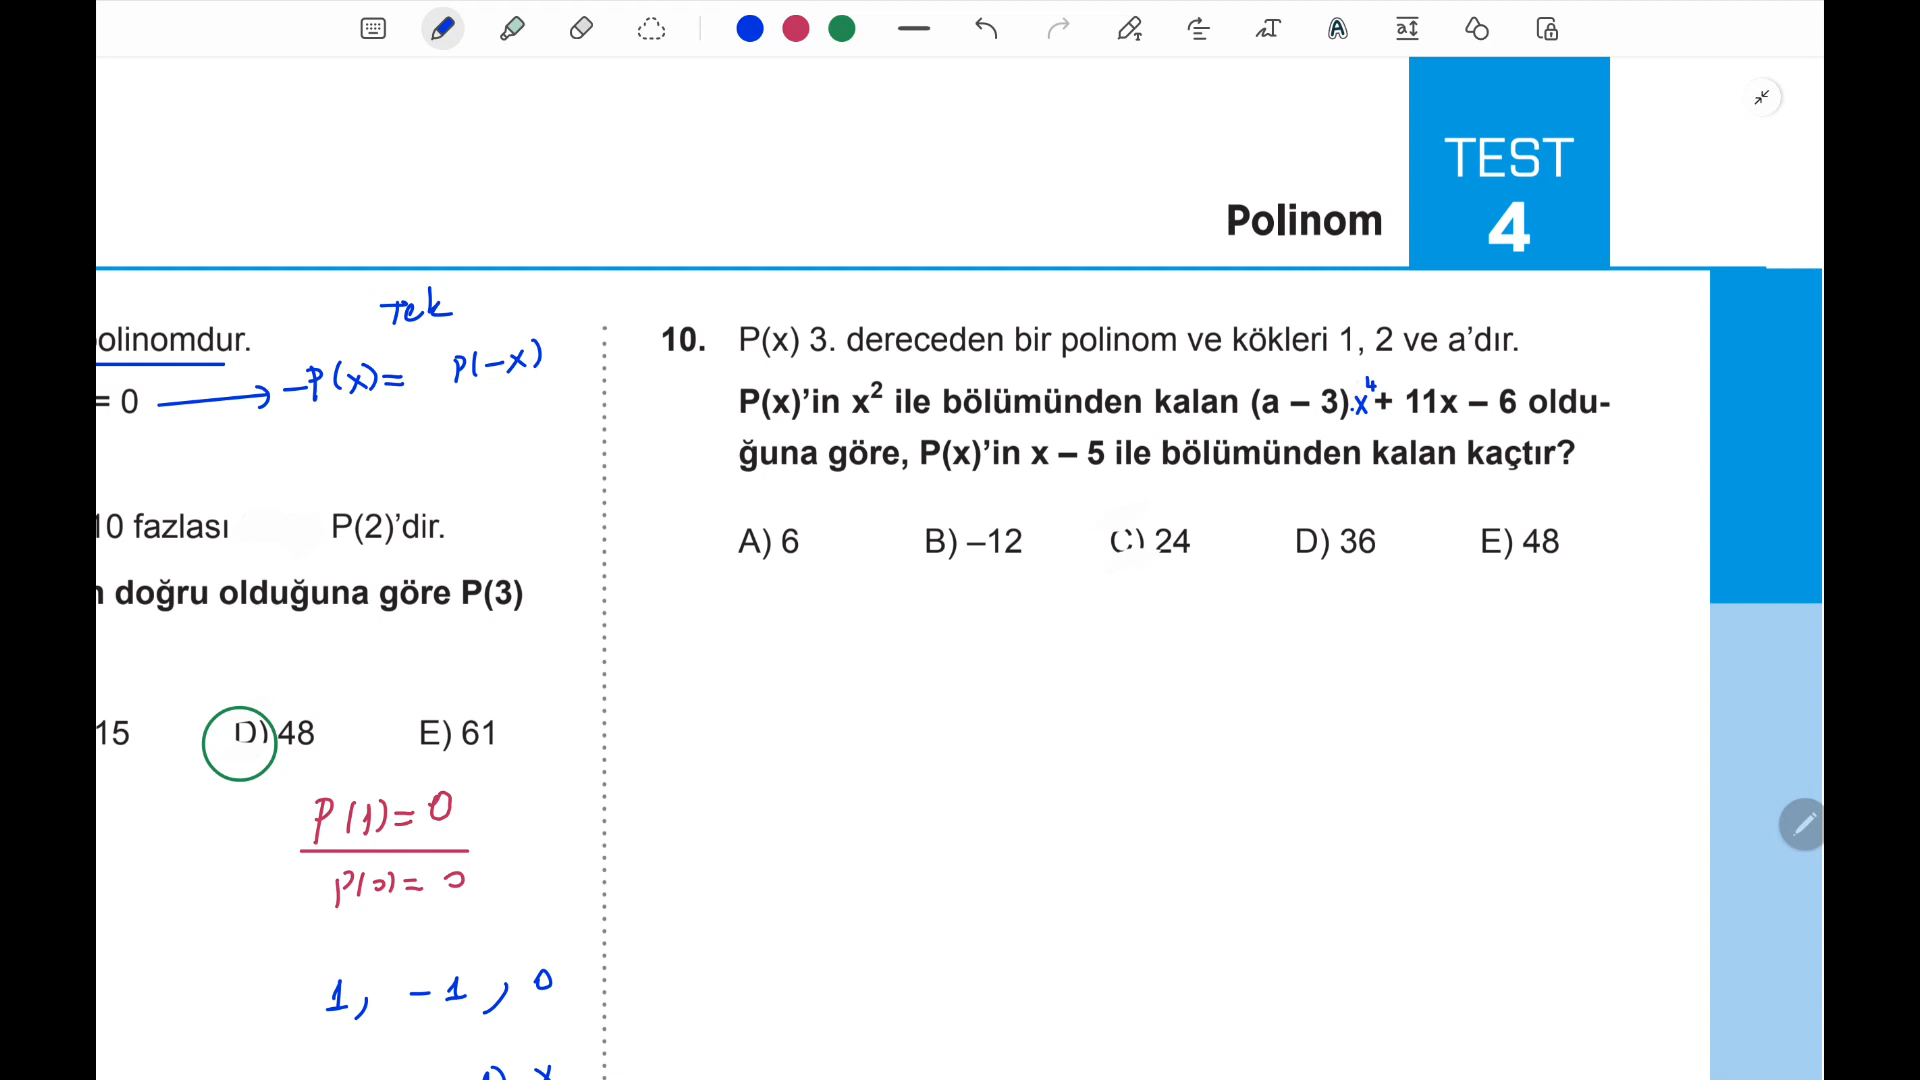 TEST
4
Polinom
olinomdur.
Tek
= 0
-P(x)= P(-x)
10 fazlası P(2)'dir.
doğru olduğuna göre P(3)
15 D) 48 E) 61
P(1)= 0
P(0)= 0
1, -1, 0
x
10. P(x) 3. dereceden bir polinom ve kökleri 1, 2 ve a'dır.
P(x)'in x² ile bölümünden kalan (a – 3).x⁴+ 11x – 6 oldu-
ğuna göre, P(x)'in x – 5 ile bölümünden kalan kaçtır?
A) 6 B) –12 C) 24 D) 36 E) 48